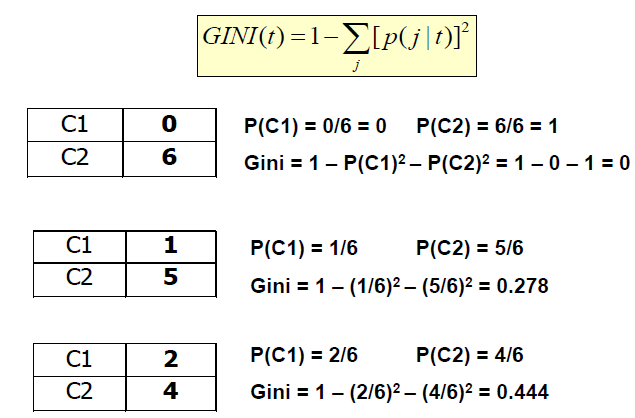 GINI(t) = 1 − ∑[p(j | t)]²
j
C1 0
C2 6
P(C1) = 0/6 = 0 P(C2) = 6/6 = 1
Gini = 1 – P(C1)² – P(C2)² = 1 – 0 – 1 = 0
C1 1
C2 5
P(C1) = 1/6 P(C2) = 5/6
Gini = 1 – (1/6)² – (5/6)² = 0.278
C1 2
C2 4
P(C1) = 2/6 P(C2) = 4/6
Gini = 1 – (2/6)² – (4/6)² = 0.444